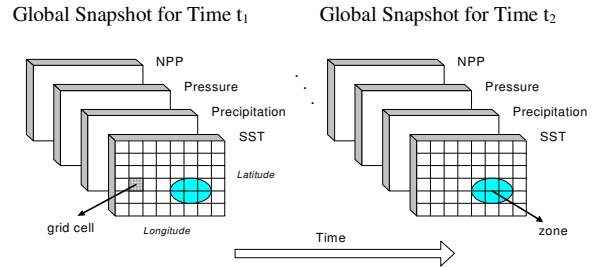 Global Snapshot for Time t₁
Global Snapshot for Time t₂
NPP
Pressure
Precipitation
SST
Latitude
Longitude
grid cell
NPP
Pressure
Precipitation
SST
zone
Time